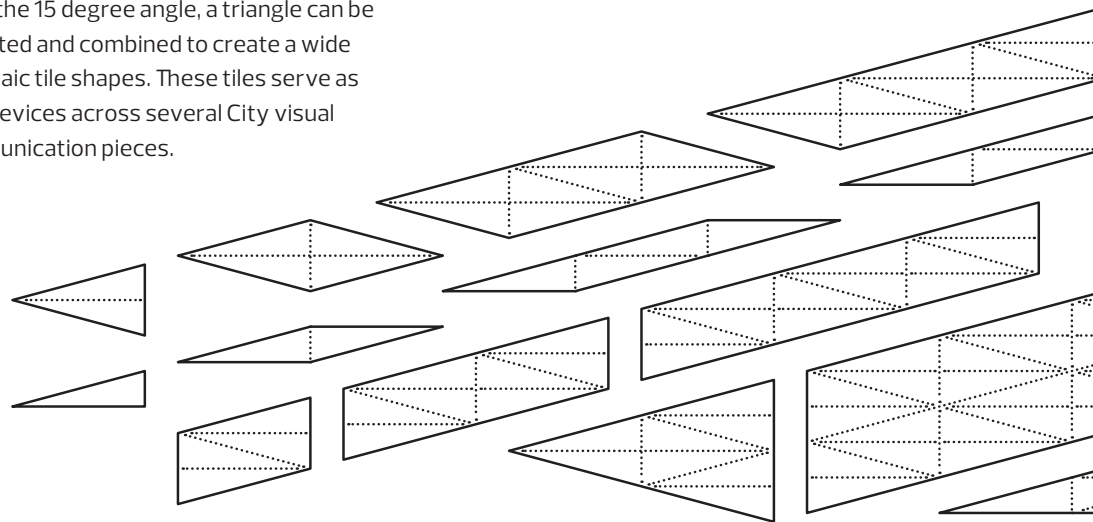 the 15 degree angle, a triangle can be
ted and combined to create a wide
aic tile shapes. These tiles serve as
evices across several City visual
unication pieces.